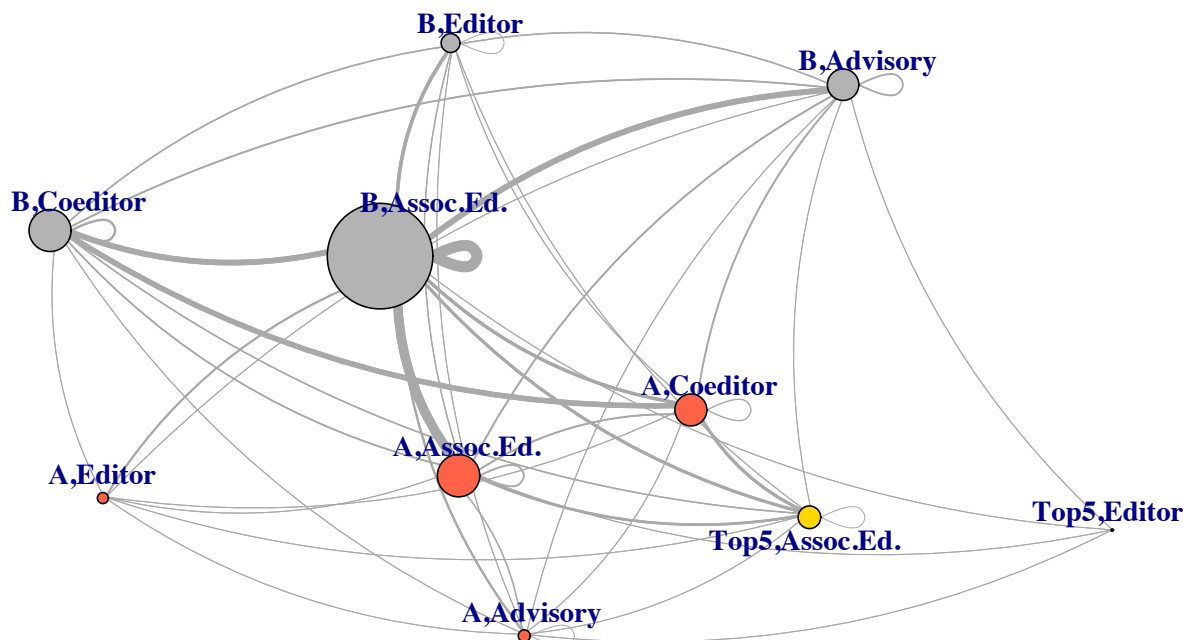 B,Editor
B,Advisory
B,Coeditor
B,Assoc.Ed.
A,Coeditor
A,Assoc.Ed.
A,Editor
Top5,Editor
Top5,Assoc.Ed.
A,Advisory